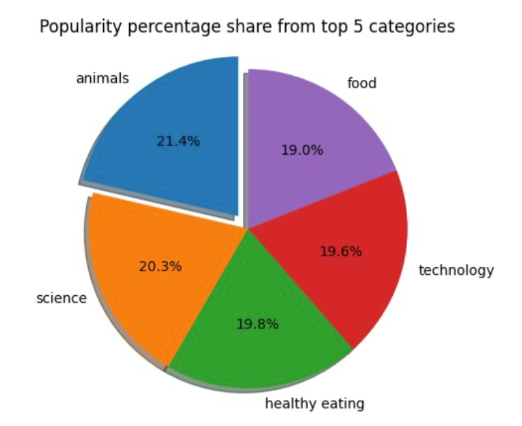 Popularity percentage share from top 5 categories
animals
food
21.4%
19.0%
19.6%
20.3%
technology
science
19.8%
healthy eating